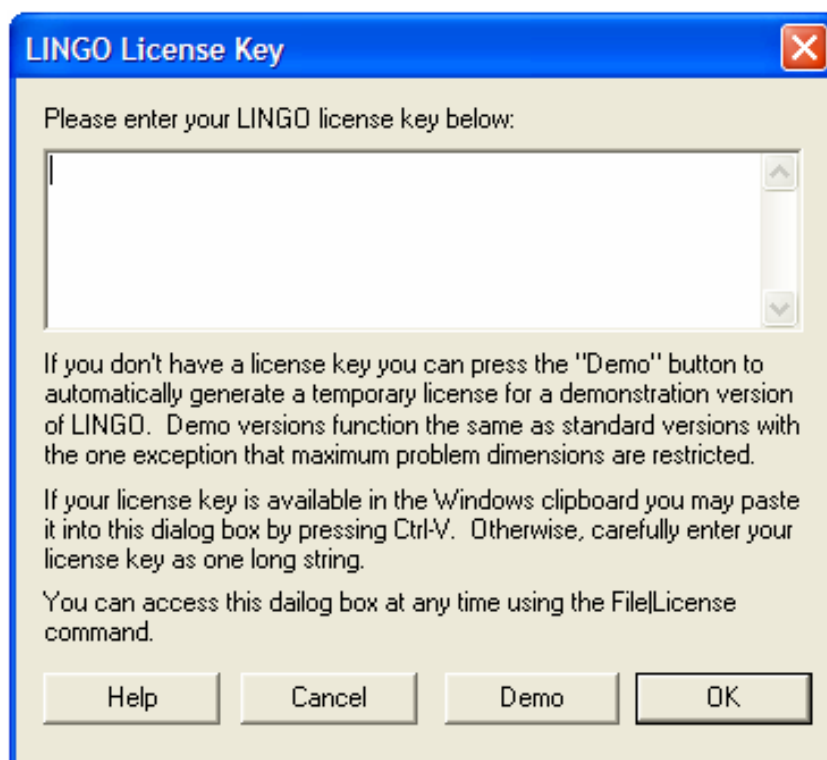 LINGO License Key
Please enter your LINGO license key below:
If you don't have a license key you can press the "Demo" button to
automatically generate a temporary license for a demonstration version
of LINGO.  Demo versions function the same as standard versions with
the one exception that maximum problem dimensions are restricted.
If your license key is available in the Windows clipboard you may paste
it into this dialog box by pressing Ctrl-V.  Otherwise, carefully enter your
license key as one long string.
You can access this dailog box at any time using the File|License
command.
Help Cancel Demo OK